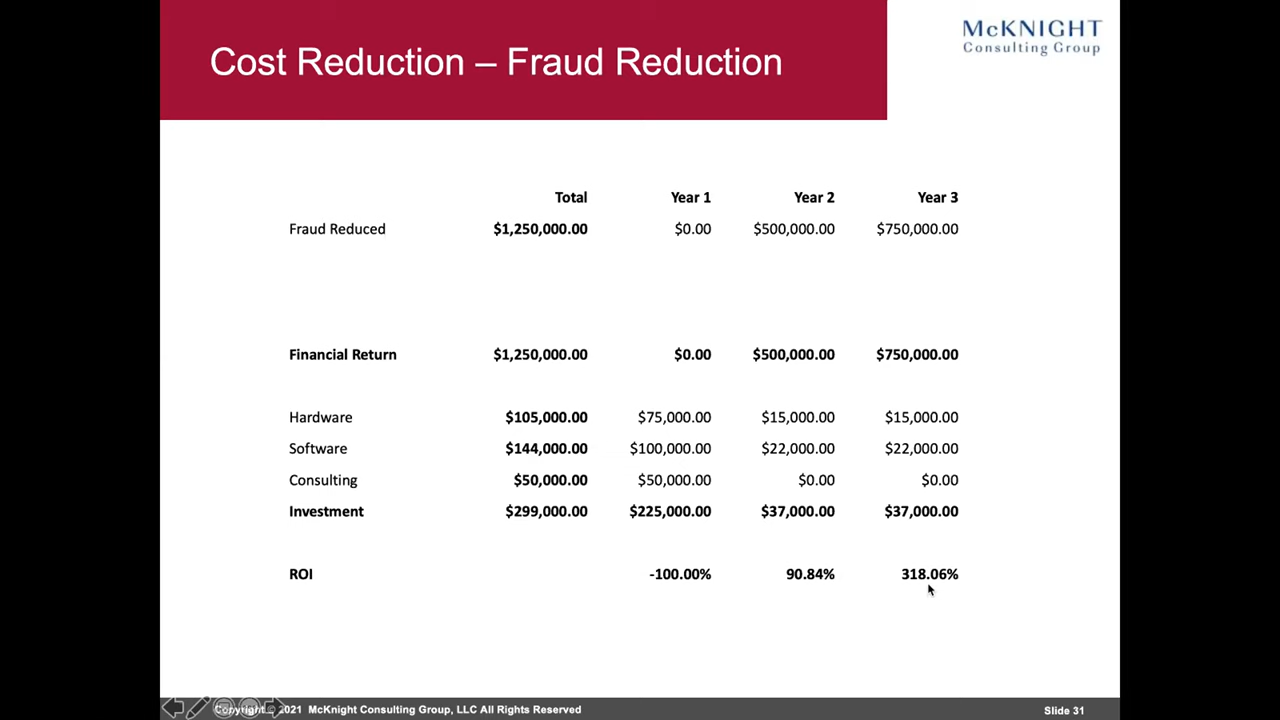 Cost Reduction – Fraud Reduction
McKNIGHT
Consulting Group
Total Year 1 Year 2 Year 3
Fraud Reduced $1,250,000.00 $0.00 $500,000.00 $750,000.00
Financial Return $1,250,000.00 $0.00 $500,000.00 $750,000.00
Hardware $105,000.00 $75,000.00 $15,000.00 $15,000.00
Software $144,000.00 $100,000.00 $22,000.00 $22,000.00
Consulting $50,000.00 $50,000.00 $0.00 $0.00
Investment $299,000.00 $225,000.00 $37,000.00 $37,000.00
ROI -100.00% 90.84% 318.06%
Copyright © 2021 McKnight Consulting Group, LLC All Rights Reserved
Slide 31